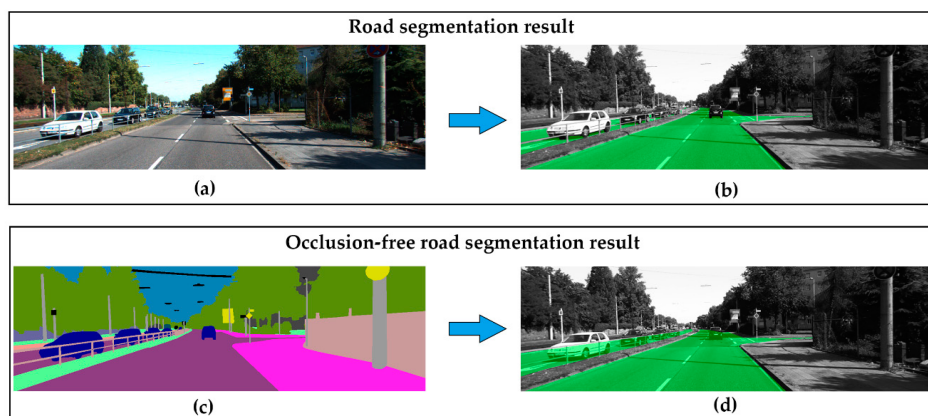 Road segmentation result
(a)
(b)
Occlusion-free road segmentation result
(c)
(d)